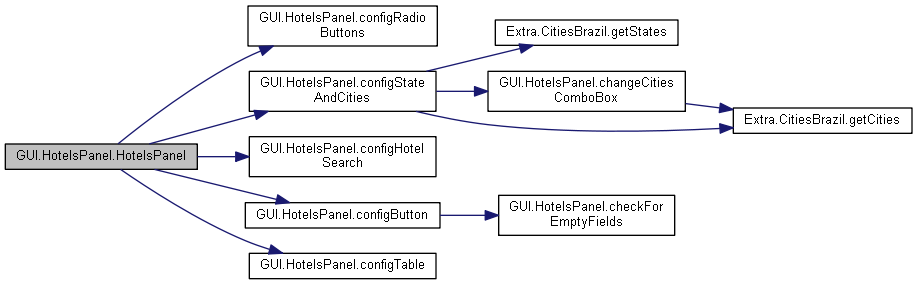 GUI.HotelsPanel.HotelsPanel
GUI.HotelsPanel.configRadio
Buttons
GUI.HotelsPanel.configState
AndCities
GUI.HotelsPanel.configHotel
Search
GUI.HotelsPanel.configButton
GUI.HotelsPanel.configTable
Extra.CitiesBrazil.getStates
GUI.HotelsPanel.changeCities
ComboBox
GUI.HotelsPanel.checkFor
EmptyFields
Extra.CitiesBrazil.getCities